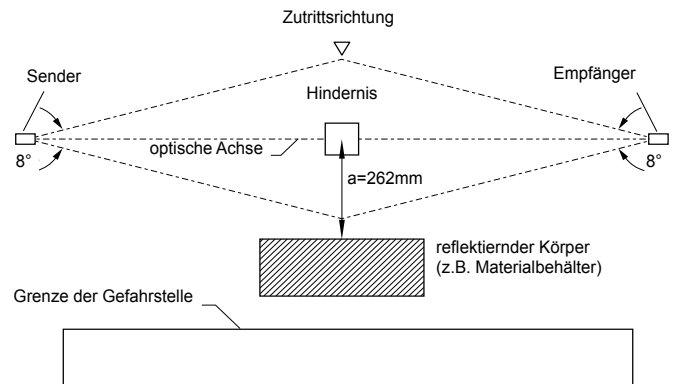 Zutrittsrichtung
Sender
Empfänger
Hindernis
optische Achse
8°
8°
a=262mm
reflektiernder Körper
(z.B. Materialbehälter)
Grenze der Gefahrstelle